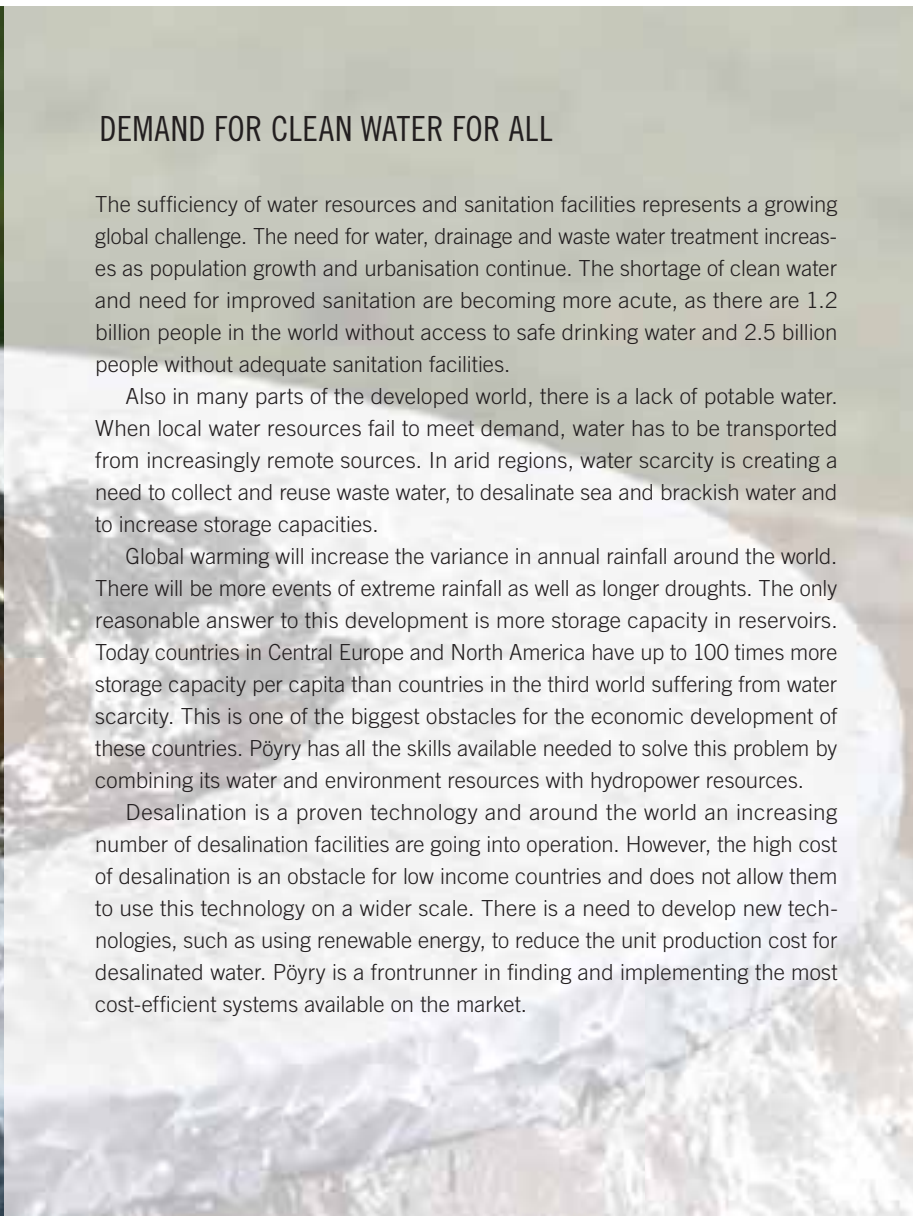 DEMAND FOR CLEAN WATER FOR ALL
The sufficiency of water resources and sanitation facilities represents a growing
global challenge. The need for water, drainage and waste water treatment increas-
es as population growth and urbanisation continue. The shortage of clean water
and need for improved sanitation are becoming more acute, as there are 1.2
billion people in the world without access to safe drinking water and 2.5 billion
people without adequate sanitation facilities.
Also in many parts of the developed world, there is a lack of potable water.
When local water resources fail to meet demand, water has to be transported
from increasingly remote sources. In arid regions, water scarcity is creating a
need to collect and reuse waste water, to desalinate sea and brackish water and
to increase storage capacities.
Global warming will increase the variance in annual rainfall around the world.
There will be more events of extreme rainfall as well as longer droughts. The only
reasonable answer to this development is more storage capacity in reservoirs.
Today countries in Central Europe and North America have up to 100 times more
storage capacity per capita than countries in the third world suffering from water
scarcity. This is one of the biggest obstacles for the economic development of
these countries. Pöyry has all the skills available needed to solve this problem by
combining its water and environment resources with hydropower resources.
Desalination is a proven technology and around the world an increasing
number of desalination facilities are going into operation. However, the high cost
of desalination is an obstacle for low income countries and does not allow them
to use this technology on a wider scale. There is a need to develop new tech-
nologies, such as using renewable energy, to reduce the unit production cost for
desalinated water. Pöyry is a frontrunner in finding and implementing the most
cost-efficient systems available on the market.